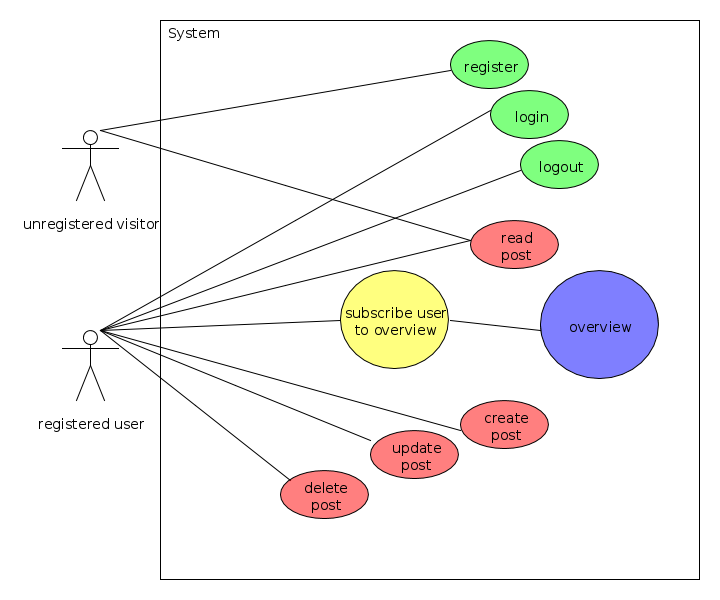 System
register
login
logout
unregistered visitor
read
post
subscribe user
to overview
overview
registered user
create
post
update
post
delete
post